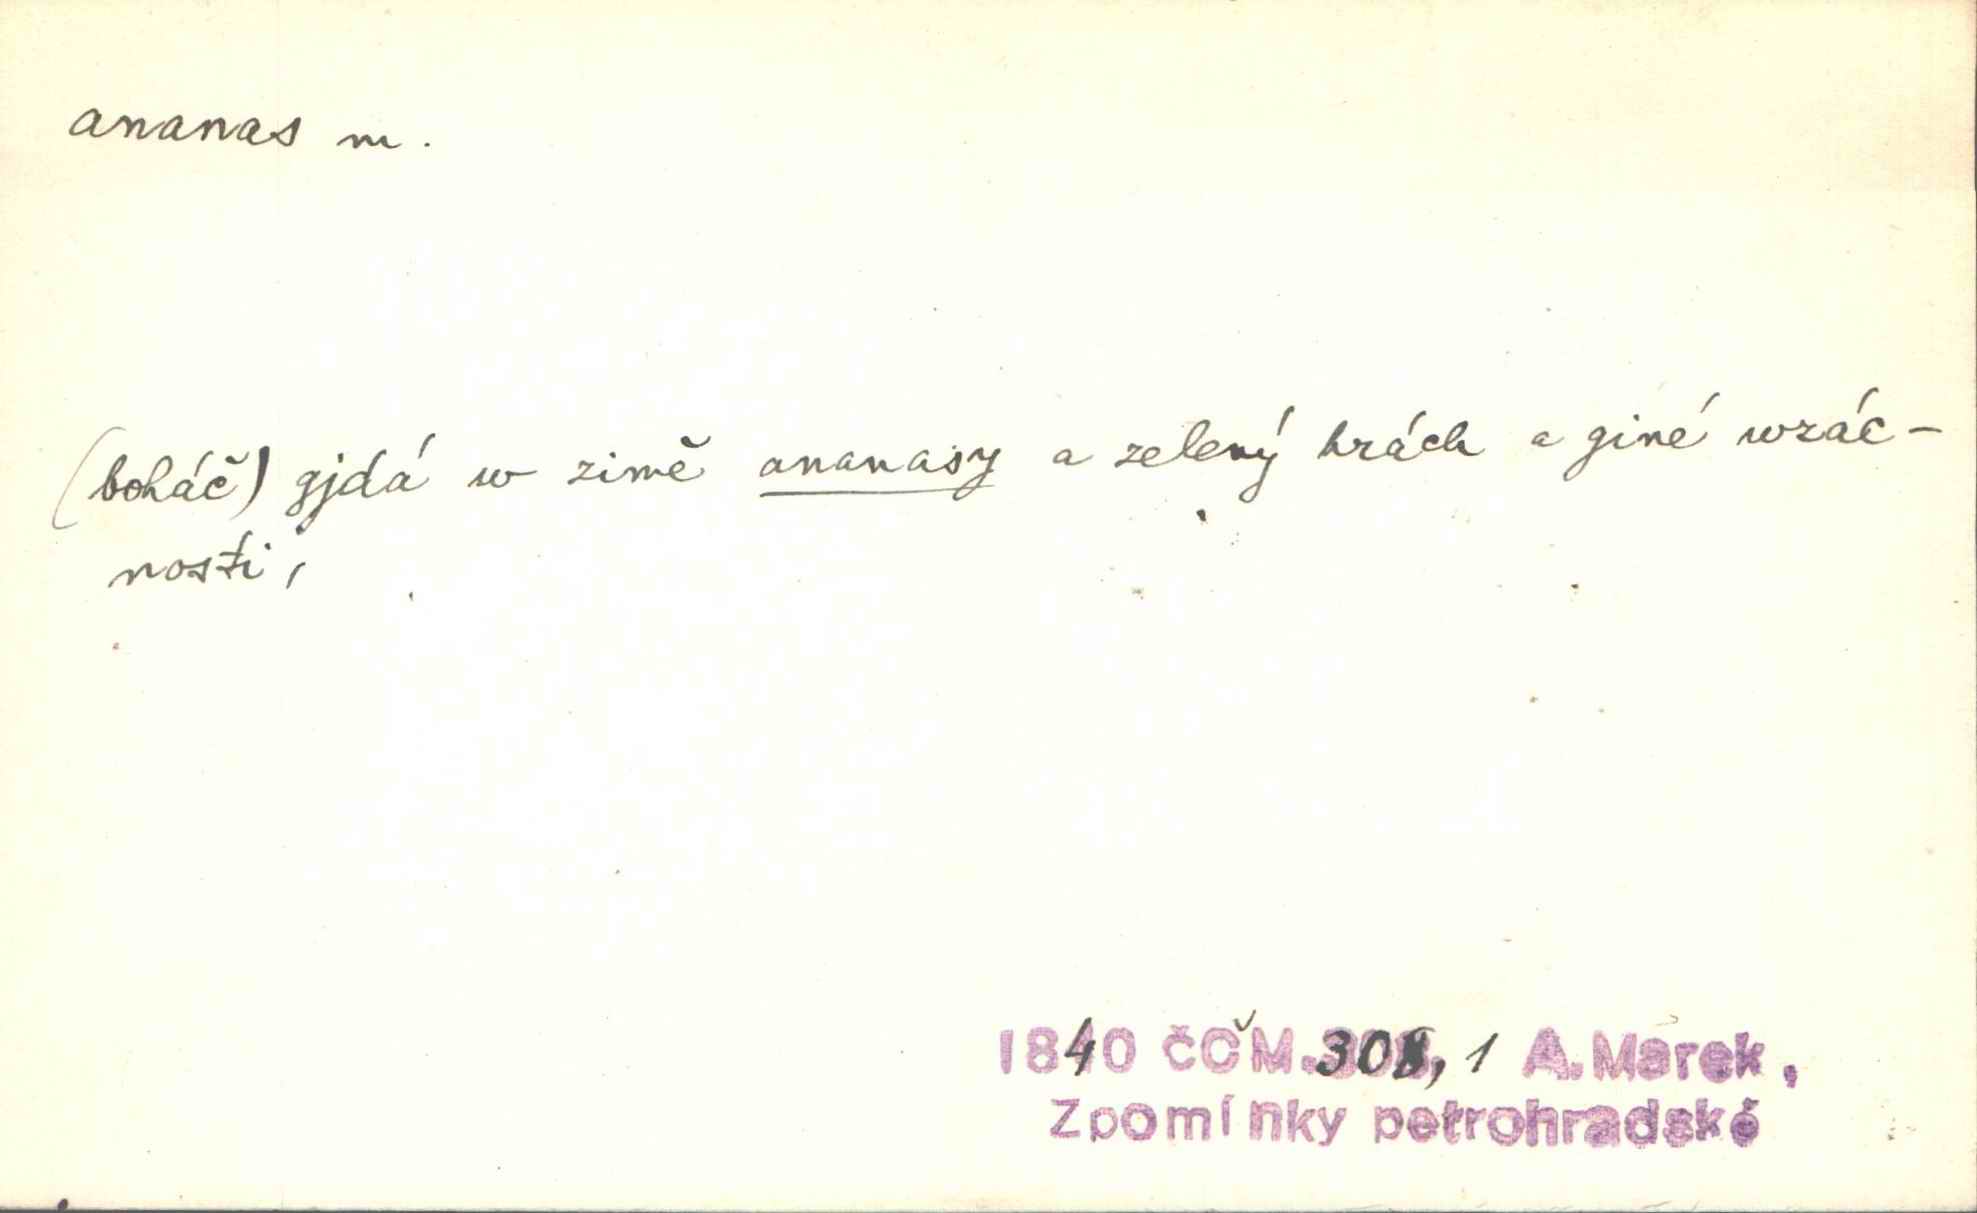 ananas m.
(boháč) gjdá w zimě ananasy a zelený hrách a giné wzác-
nosti,
1840 ČČM. 308, 1 A. Marek,
Zpomínky petrohradské